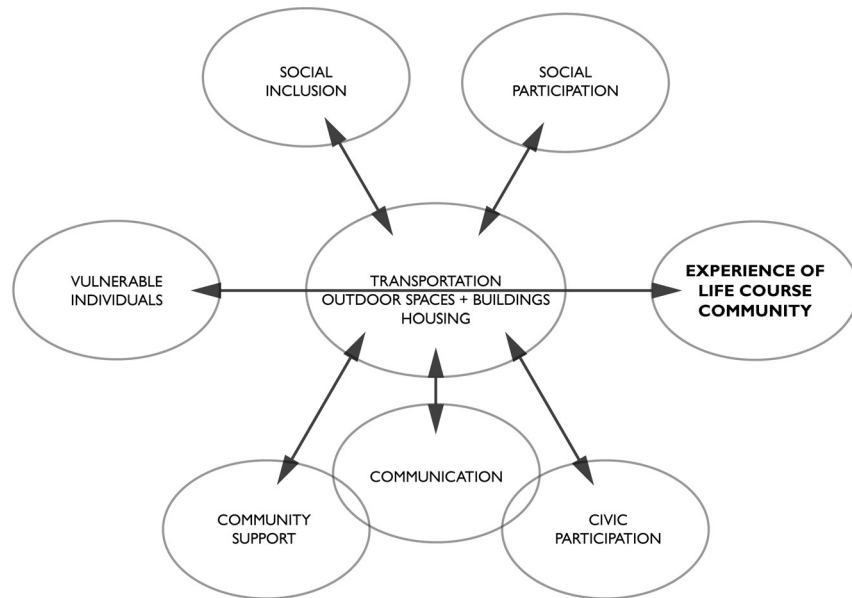 SOCIAL
INCLUSION
SOCIAL
PARTICIPATION
VULNERABLE
INDIVIDUALS
TRANSPORTATION
OUTDOOR SPACES + BUILDINGS
HOUSING
EXPERIENCE OF
LIFE COURSE
COMMUNITY
COMMUNITY
SUPPORT
COMMUNICATION
CIVIC
PARTICIPATION